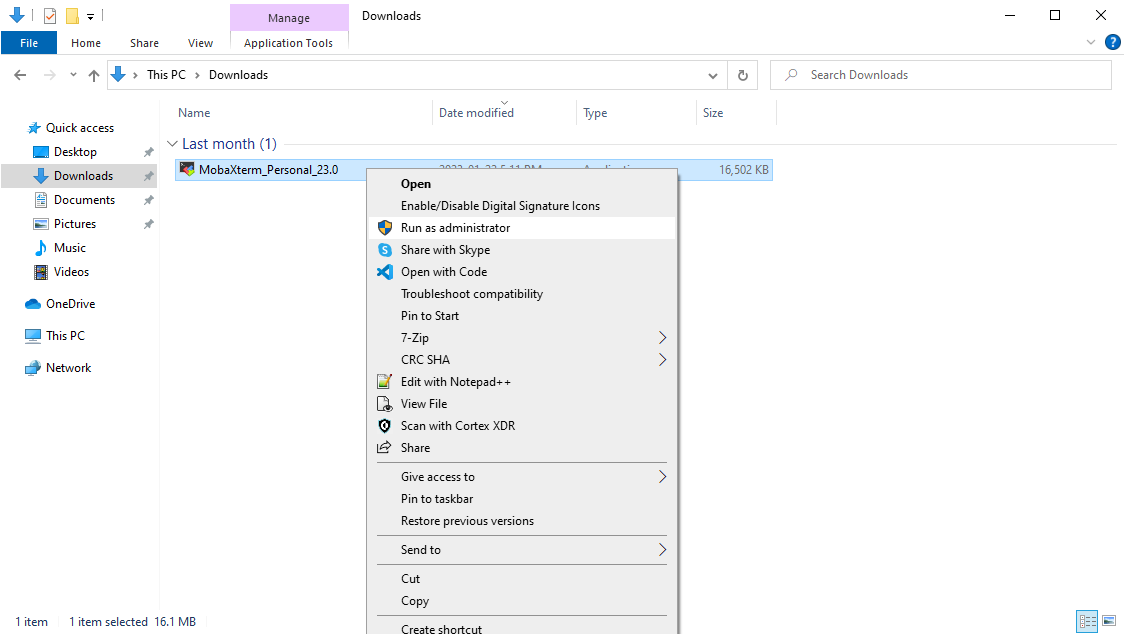 Manage
Downloads
File
Home
Share
View
Application Tools
?
This PC
Downloads
Search Downloads
Name
Date modified
Type
Size
Quick access
Desktop
Downloads
Documents
Pictures
Music
Videos
OneDrive
This PC
Network
Last month (1)
MobaXterm_Personal_23.0
16,502 KB
Open
Enable/Disable Digital Signature Icons
Run as administrator
Share with Skype
Open with Code
Troubleshoot compatibility
Pin to Start
7-Zip
CRC SHA
Edit with Notepad++
View File
Scan with Cortex XDR
Share
Give access to
Pin to taskbar
Restore previous versions
Send to
Cut
Copy
Create shortcut
1 item
1 item selected 16.1 MB